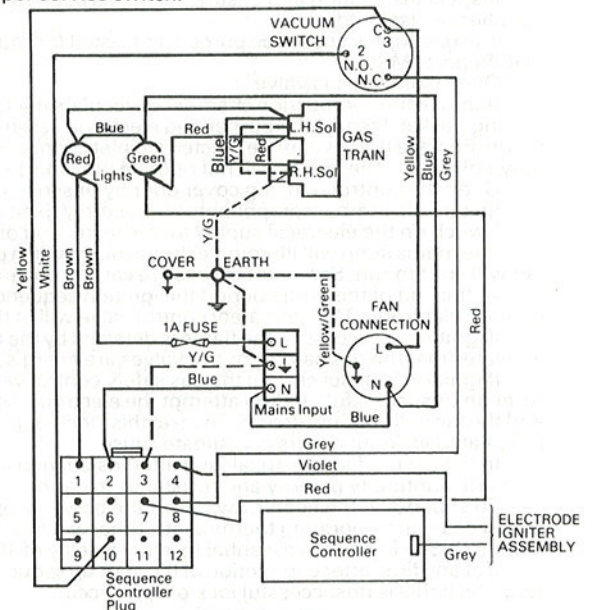 VACUUM
SWITCH
C
3
2
N.O.
1
N.C.
Blue
Red
Red
Green
Lights
Blue
Y/G
Red
L.H.Sol
R.H.Sol
GAS
TRAIN
Yellow
Blue
Grey
Yellow
White
Brown
Brown
Y/G
COVER
EARTH
Yellow/Green
FAN
CONNECTION
Red
1A FUSE
Y/G
Blue
L
N
Mains Input
L
N
Blue
Grey
Violet
Red
1 2 3 4
5 6 7 8
9 10 11 12
Sequence
Controller
Plug
Sequence
Controller
Grey
ELECTRODE
IGNITER
ASSEMBLY